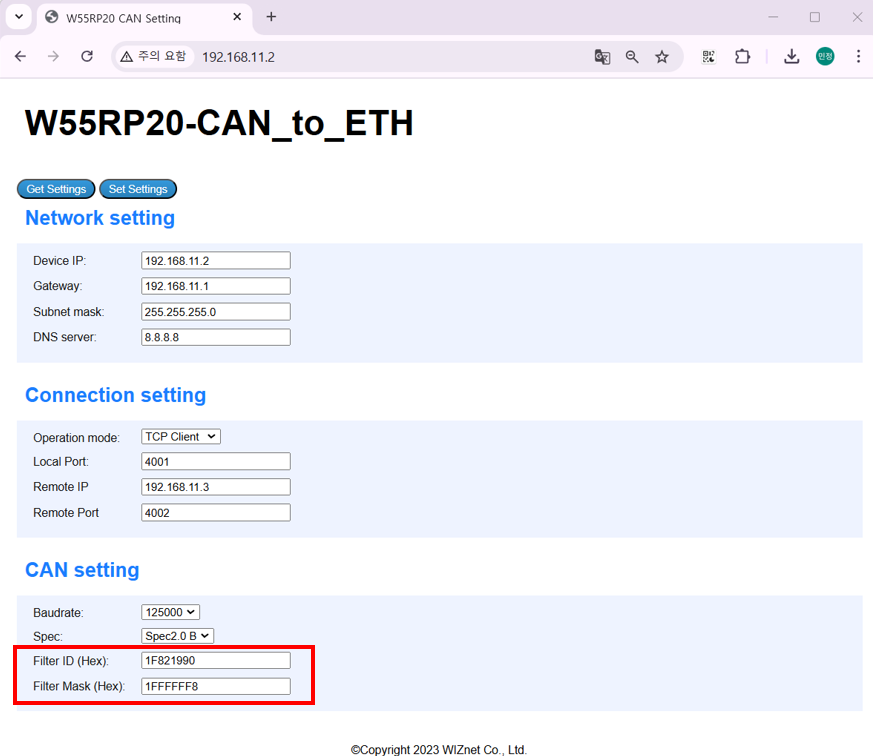 W55RP20 CAN Setting
주의 요함
192.168.11.2
민정
W55RP20-CAN_to_ETH
Get Settings Set Settings
Network setting
Device IP: 192.168.11.2
Gateway: 192.168.11.1
Subnet mask: 255.255.255.0
DNS server: 8.8.8.8
Connection setting
Operation mode: TCP Client
Local Port: 4001
Remote IP 192.168.11.3
Remote Port 4002
CAN setting
Baudrate: 125000
Spec: Spec2.0 B
Filter ID (Hex): 1F821990
Filter Mask (Hex): 1FFFFFF8
©Copyright 2023 WIZnet Co., Ltd.